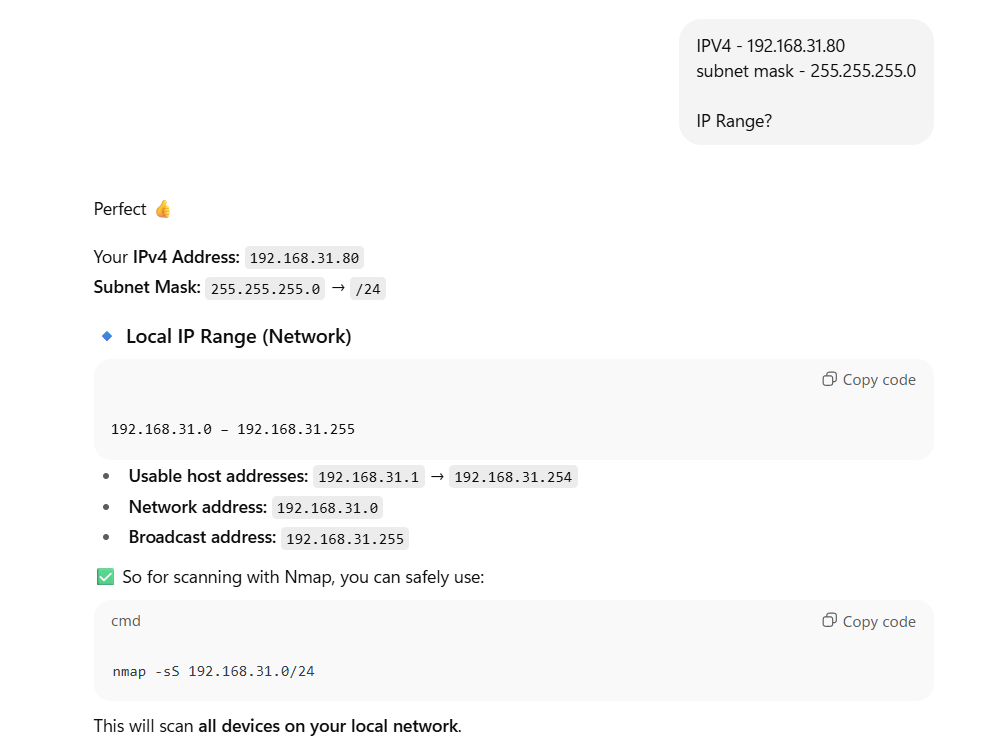 IPV4 - 192.168.31.80
subnet mask - 255.255.255.0
IP Range?
Perfect 👍
Your IPv4 Address: 192.168.31.80
Subnet Mask: 255.255.255.0 → /24
🔹 Local IP Range (Network)
Copy code
192.168.31.0 – 192.168.31.255
• Usable host addresses: 192.168.31.1 → 192.168.31.254
• Network address: 192.168.31.0
• Broadcast address: 192.168.31.255
✅ So for scanning with Nmap, you can safely use:
cmd Copy code
nmap -sS 192.168.31.0/24
This will scan all devices on your local network.